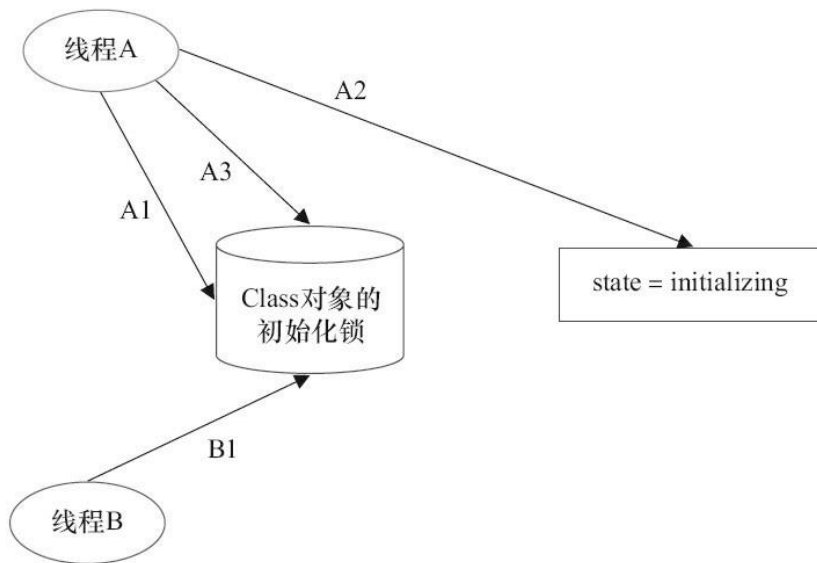 线程A
A2
A3
A1
Class对象的
初始化锁
state = initializing
B1
线程B